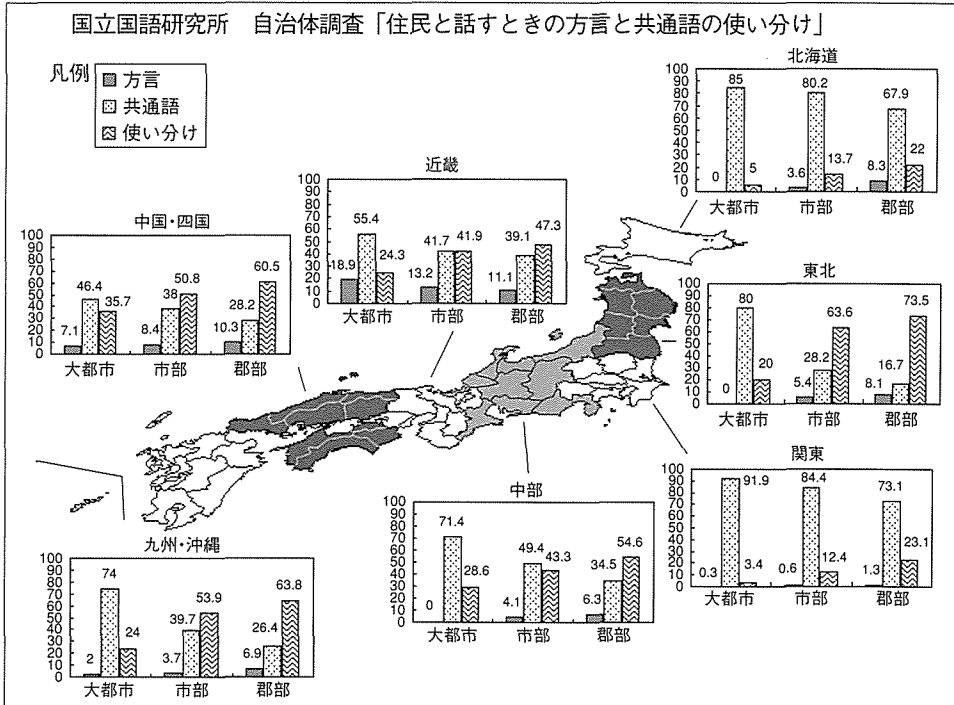 国立国語研究所　自治体調査「住民と話すときの方言と共通語の使い分け」
凡例
方言
共通語
使い分け
北海道
100
90
80
70
60
50
40
30
20
10
0
0 85 5
3.6 80.2 13.7
8.3 67.9 22
大都市 市部 郡部
近畿
100
90
80
70
60
50
40
30
20
10
0
18.9 55.4 24.3
13.2 41.7 41.9
11.1 39.1 47.3
大都市 市部 郡部
中国・四国
100
90
80
70
60
50
40
30
20
10
0
7.1 46.4 35.7
8.4 38 50.8
10.3 28.2 60.5
大都市 市部 郡部
東北
100
90
80
70
60
50
40
30
20
10
0
0 80 20
5.4 28.2 63.6
8.1 16.7 73.5
大都市 市部 郡部
関東
100
90
80
70
60
50
40
30
20
10
0
0.3 91.9 3.4
0.6 84.4 12.4
1.3 73.1 23.1
大都市 市部 郡部
中部
100
90
80
70
60
50
40
30
20
10
0
0 71.4 28.6
4.1 49.4 43.3
6.3 34.5 54.6
大都市 市部 郡部
九州・沖縄
100
90
80
70
60
50
40
30
20
10
0
2 74 24
3.7 39.7 53.9
6.9 26.4 63.8
大都市 市部 郡部